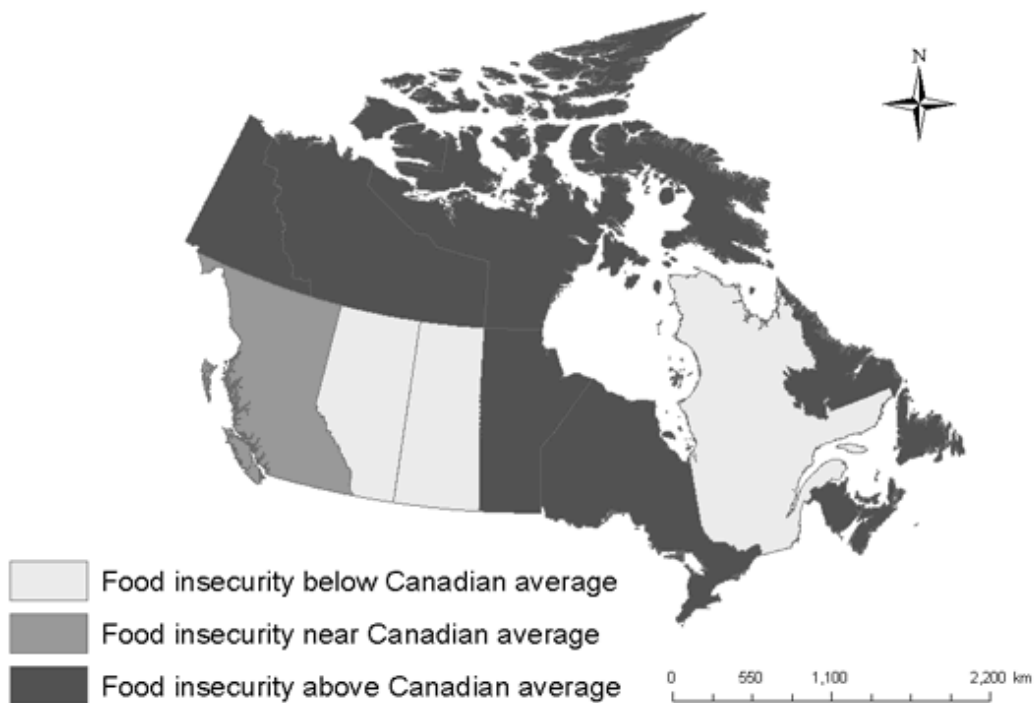 N
Food insecurity below Canadian average
Food insecurity near Canadian average
Food insecurity above Canadian average
0 550 1,100 2,200 km